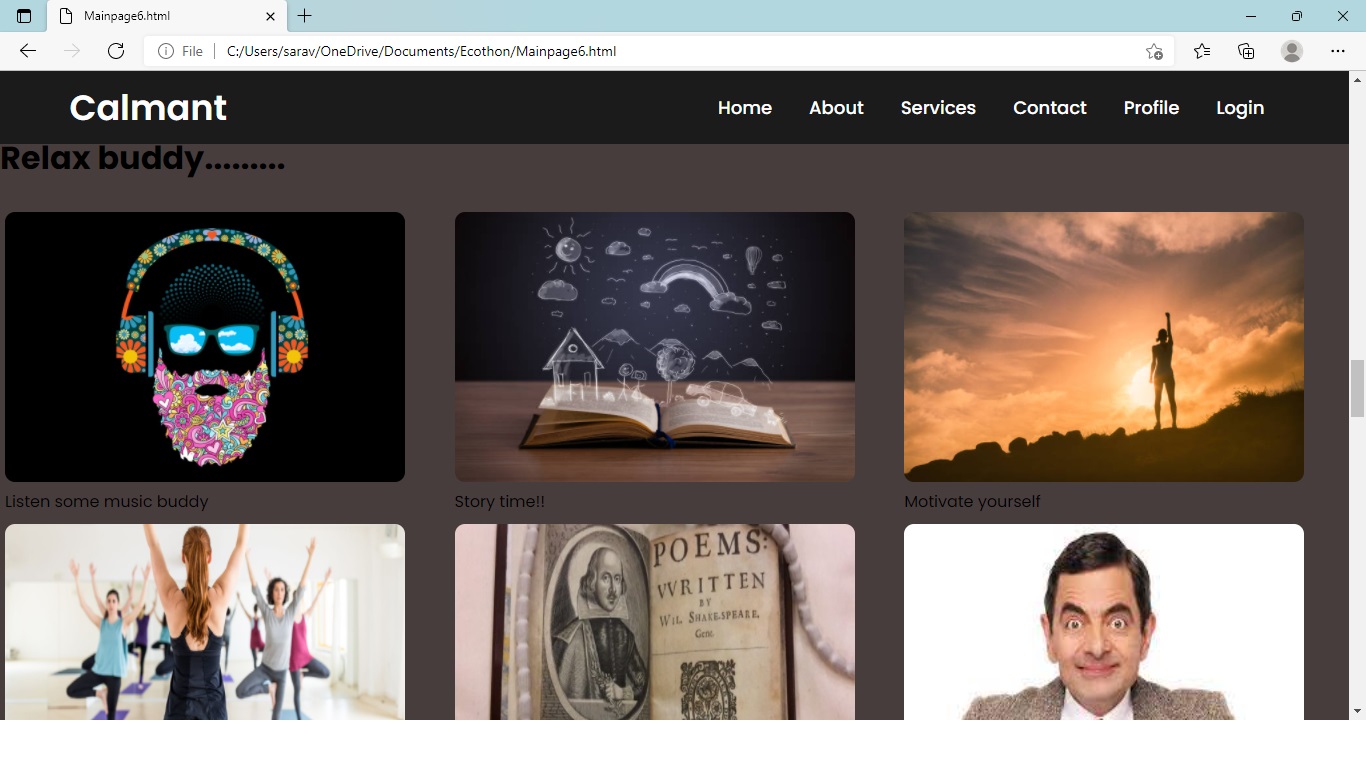 Mainpage6.html
File
C:/Users/sarav/OneDrive/Documents/Ecothon/Mainpage6.html
Calmant
Home About Services Contact Profile Login
Relax buddy.........
Listen some music buddy
Story time!!
Motivate yourself
POEMS:
VVRITTEN
BY
WIL. SHAKE-SPEARE,
Gent.